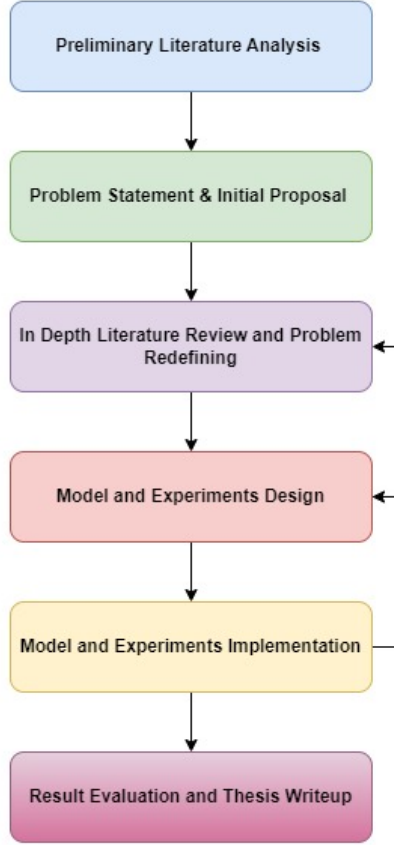 Preliminary Literature Analysis
Problem Statement & Initial Proposal
In Depth Literature Review and Problem
Redefining
Model and Experiments Design
Model and Experiments Implementation
Result Evaluation and Thesis Writeup